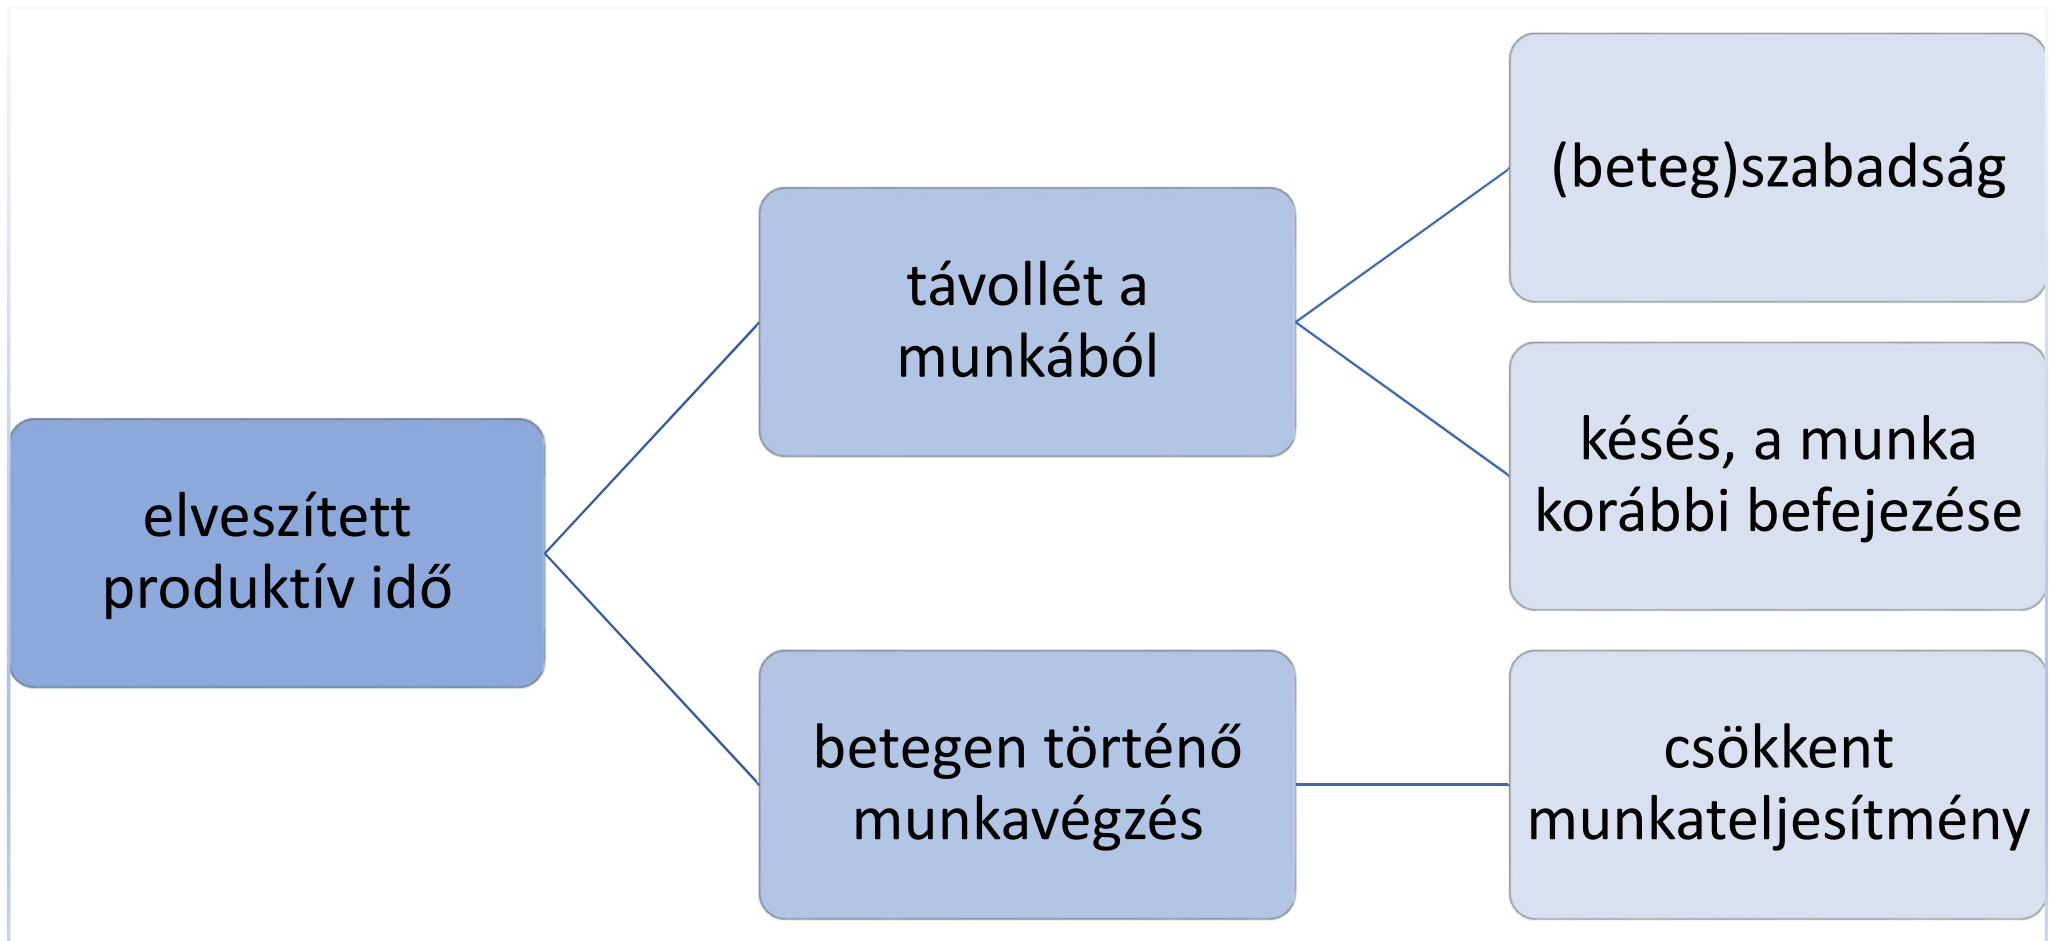 elveszített
produktív idő
távollét a
munkából
(beteg)szabadság
késés, a munka
korábbi befejezése
betegen történő
munkavégzés
csökkent
munkateljesítmény